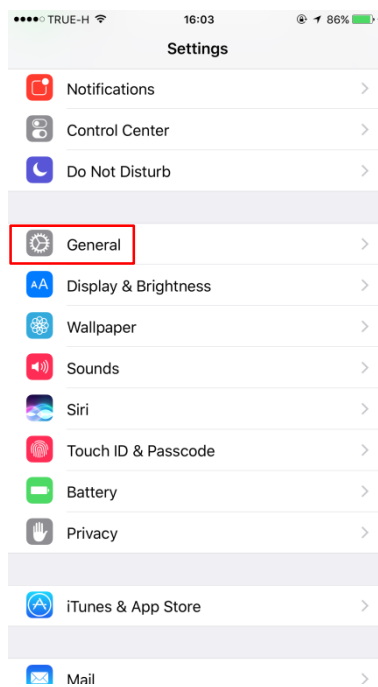 TRUE-H 16:03 86%
Settings
Notifications
Control Center
Do Not Disturb
General
AA Display & Brightness
Wallpaper
Sounds
Siri
Touch ID & Passcode
Battery
Privacy
iTunes & App Store
Mail